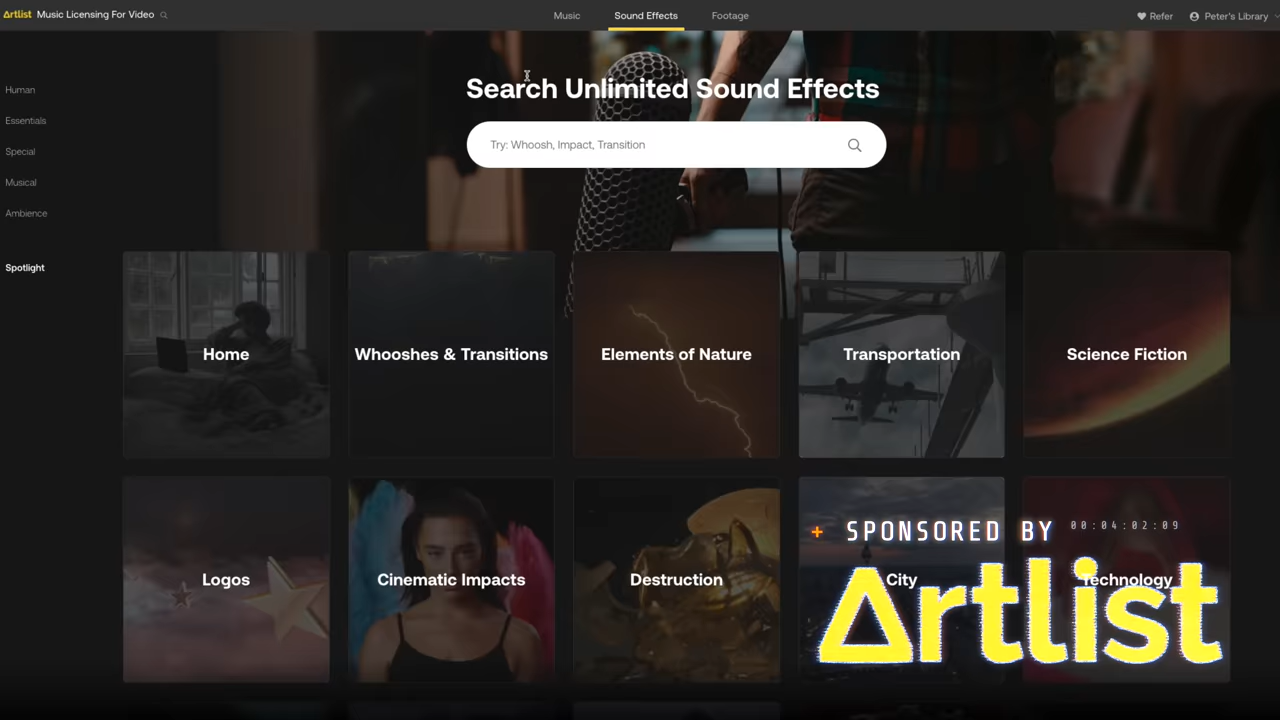 Artlist Music Licensing For Video
Music
Sound Effects
Footage
Refer
Peter's Library
Human
Essentials
Special
Musical
Ambience
Spotlight
Search Unlimited Sound Effects
Try: Whoosh, Impact, Transition
Home
Whooshes & Transitions
Elements of Nature
Transportation
Science Fiction
Logos
Cinematic Impacts
Destruction
City
Technology
+ SPONSORED BY 00:04:02:09
Artlist